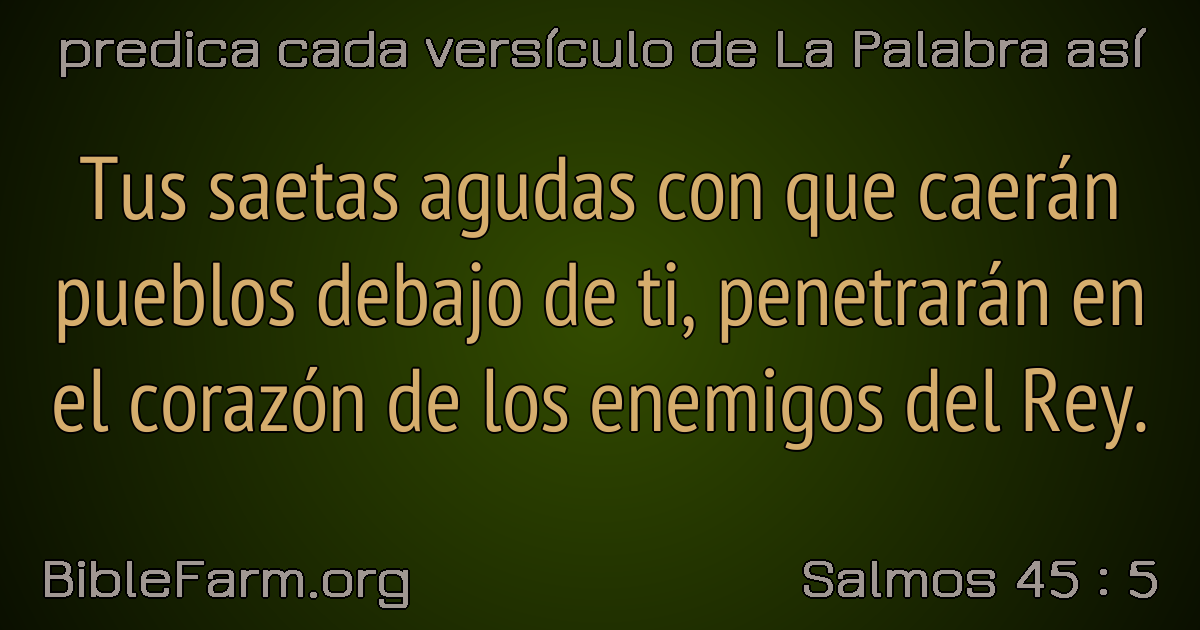 predica cada versículo de La Palabra así
Tus saetas agudas con que caerán
pueblos debajo de ti, penetrarán en
el corazón de los enemigos del Rey.
BibleFarm.org
Salmos 45 : 5